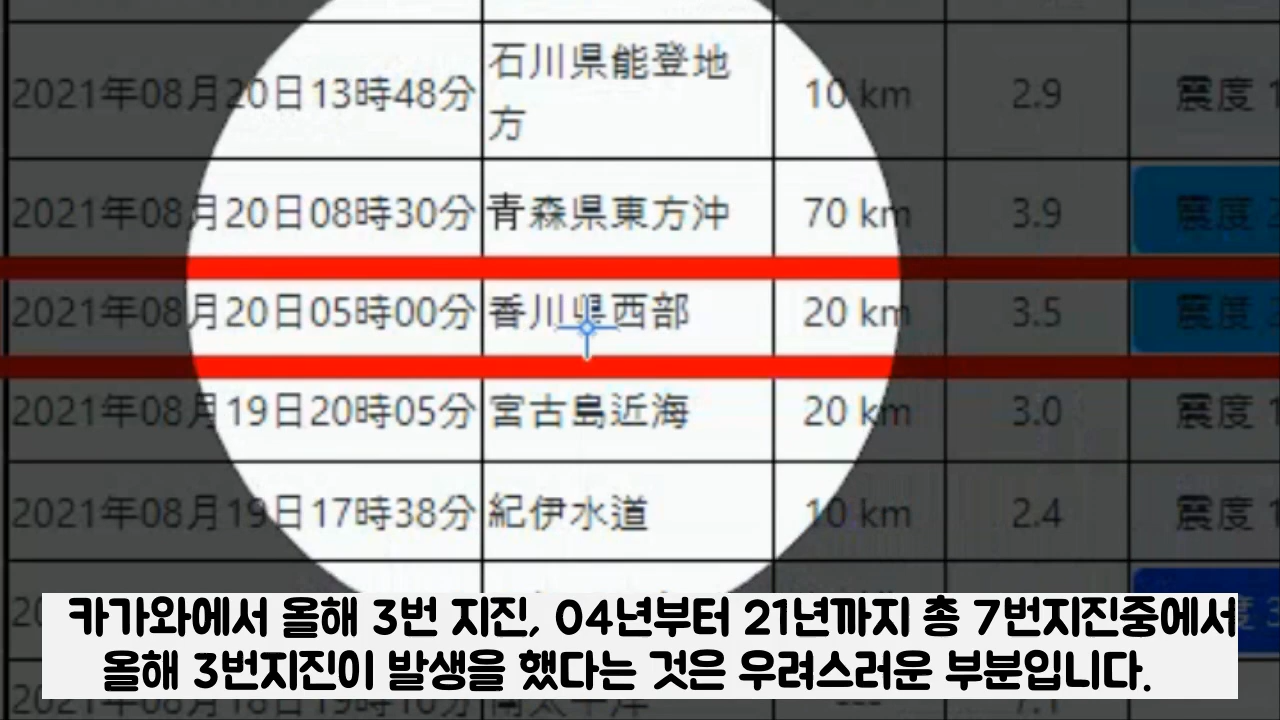 2021年08月20日13時48分 石川県能登地方 10 km 2.9 震度 1
2021年08月20日08時30分 青森県東方沖 70 km 3.9 震度
2021年08月20日05時00分 香川県西部 20 km 3.5 震度
2021年08月19日20時05分 宮古島近海 20 km 3.0 震度 1
2021年08月19日17時38分 紀伊水道 10 km 2.4 震度 1
카가와에서 올해 3번 지진, 04년부터 21년까지 총 7번지진중에서
올해 3번지진이 발생을 했다는 것은 우려스러운 부분입니다.